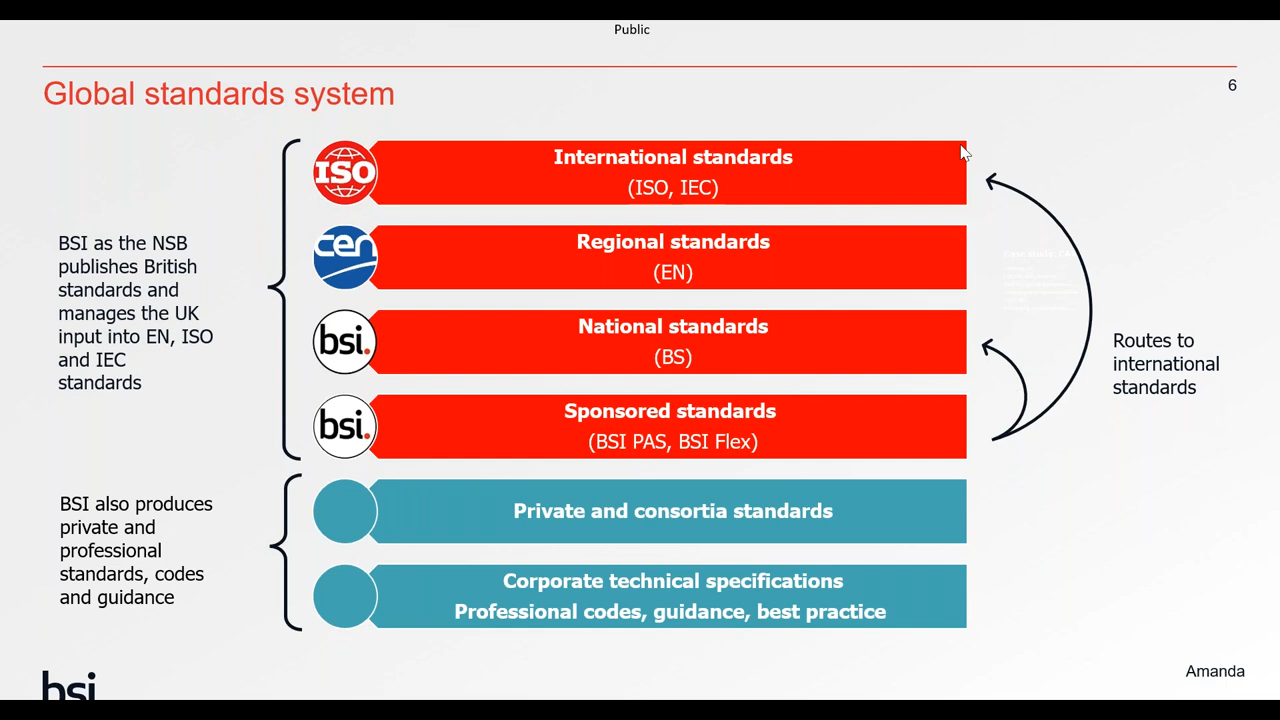 Public
6
Global standards system
ISO
International standards
(ISO, IEC)
cen
Regional standards
(EN)
bsi.
National standards
(BS)
bsi.
Sponsored standards
(BSI PAS, BSI Flex)
BSI as the NSB
publishes British
standards and
manages the UK
input into EN, ISO
and IEC
standards
Routes to
international
standards
BSI also produces
private and
professional
standards, codes
and guidance
Private and consortia standards
Corporate technical specifications
Professional codes, guidance, best practice
Amanda
bsi